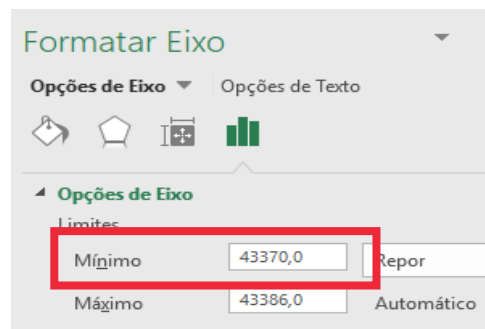 Formatar Eixo
Opções de Eixo Opções de Texto
Opções de Eixo
Limites
Mínimo 43370,0 Repor
Máximo 43386,0 Automático